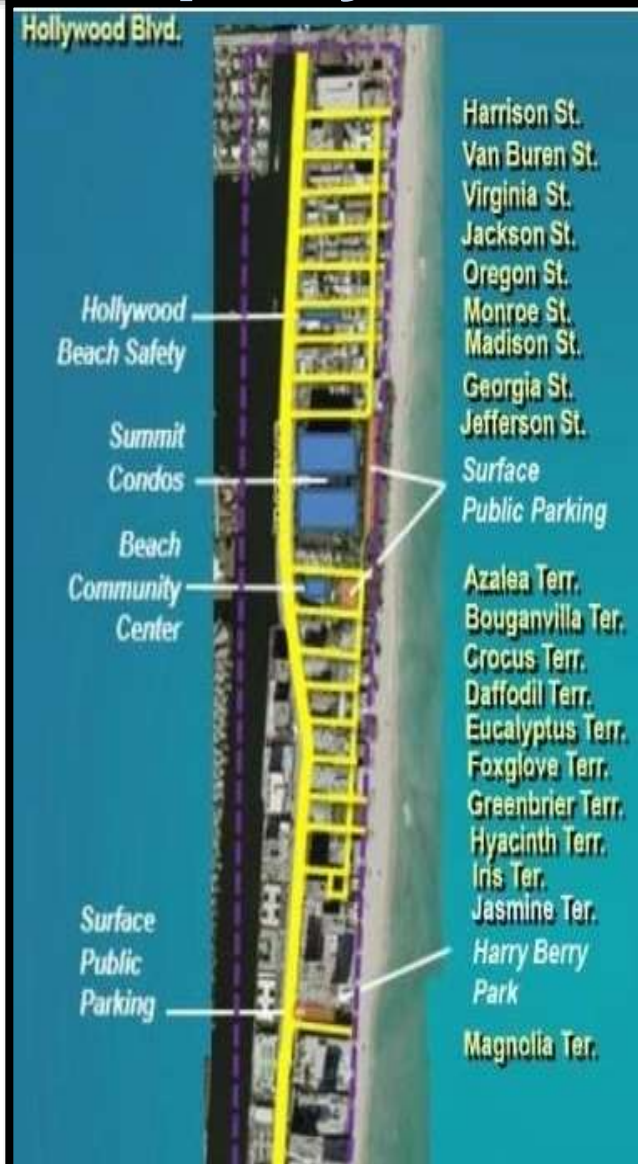 Hollywood Blvd.
Harrison St.
Van Buren St.
Virginia St.
Jackson St.
Oregon St.
Monroe St.
Madison St.
Georgia St.
Jefferson St.
Hollywood
Beach Safety
Summit
Condos
Beach
Community
Center
Surface
Public Parking
Azalea Terr.
Bouganvilla Ter.
Crocus Terr.
Daffodil Terr.
Eucalyptus Terr.
Foxglove Terr.
Greenbrier Terr.
Hyacinth Terr.
Iris Ter.
Jasmine Ter.
Surface
Public
Parking
Harry Berry
Park
Magnolia Ter.